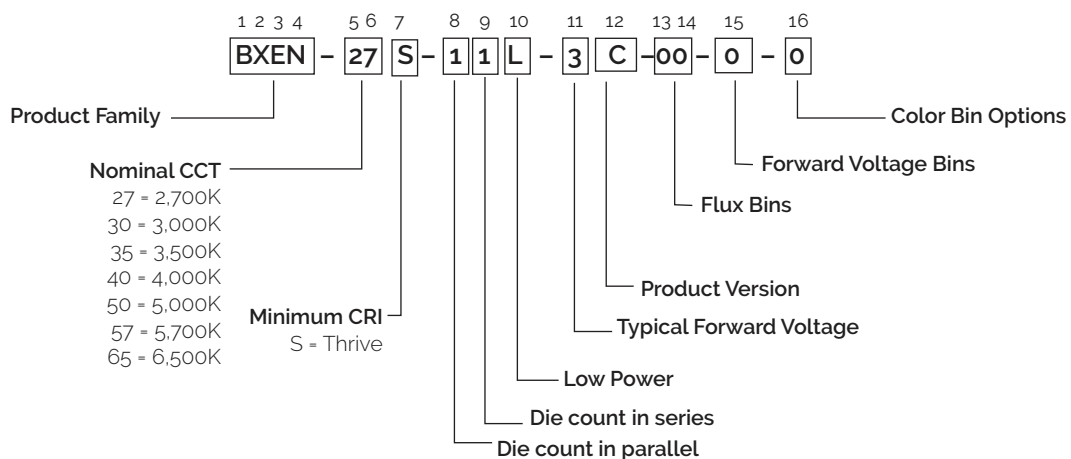 1 2 3 4 5 6 7 8 9 10 11 12 13 14 15 16
BXEN – 27 S – 1 1 L – 3 C –00 – 0 – 0
Product Family
Color Bin Options
Nominal CCT
Forward Voltage Bins
27 = 2,700K
Flux Bins
30 = 3,000K
35 = 3,500K
40 = 4,000K
50 = 5,000K
Product Version
Minimum CRI
57 = 5,700K
Typical Forward Voltage
S = Thrive
65 = 6,500K
Low Power
Die count in series
Die count in parallel